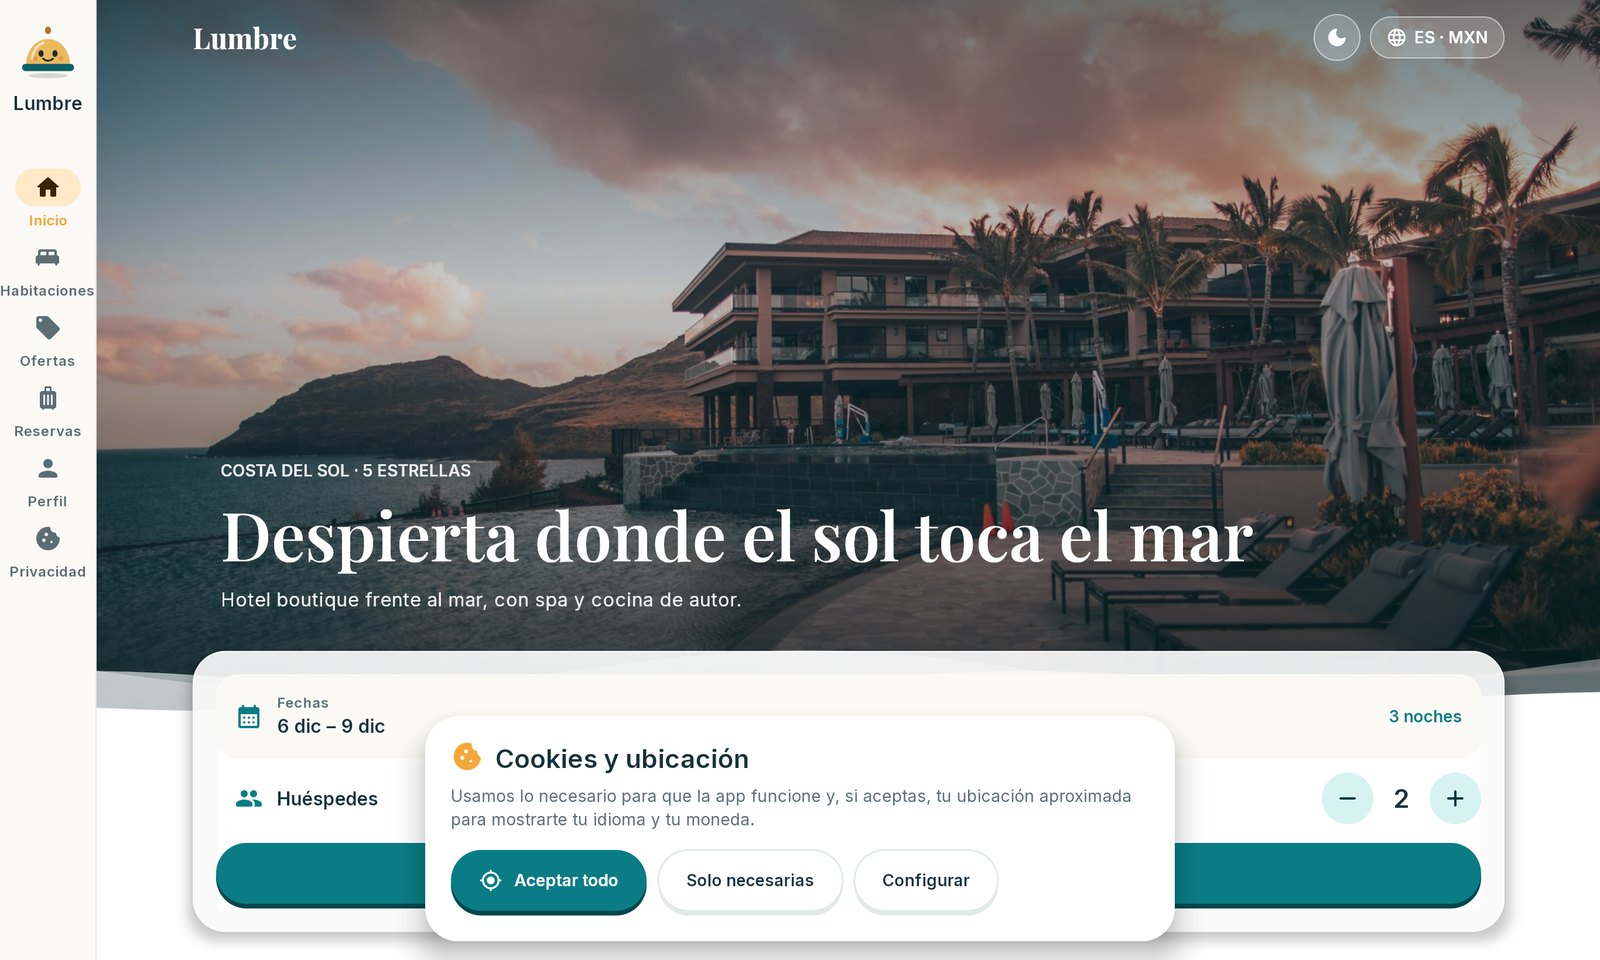 Lumbre
Inicio
Habitaciones
Ofertas
Reservas
Perfil
Privacidad
Lumbre
ES · MXN
COSTA DEL SOL · 5 ESTRELLAS
Despierta donde el sol toca el mar
Hotel boutique frente al mar, con spa y cocina de autor.
Fechas
6 dic – 9 dic
3 noches
Huéspedes
2
Cookies y ubicación
Usamos lo necesario para que la app funcione y, si aceptas, tu ubicación aproximada
para mostrarte tu idioma y tu moneda.
Aceptar todo
Solo necesarias
Configurar